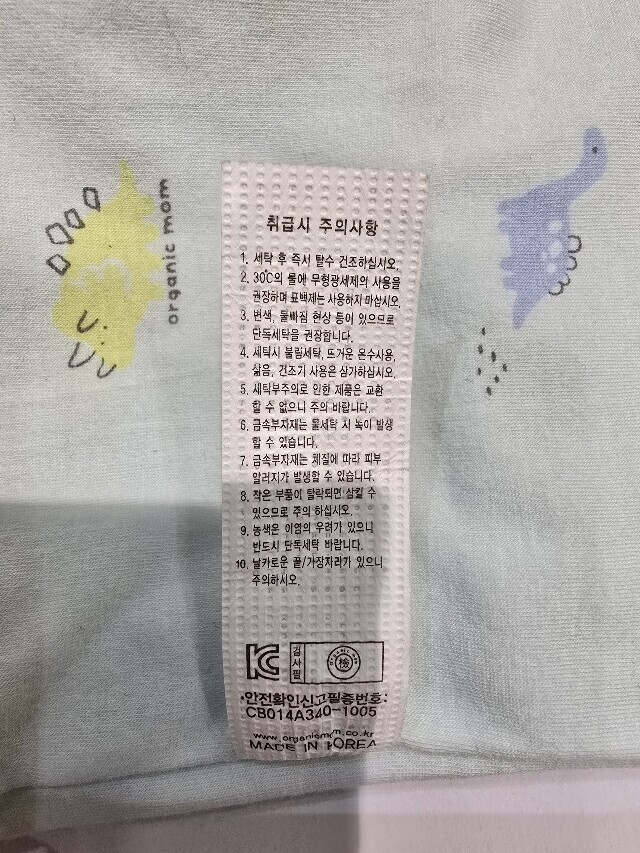 organic mom
취급시 주의사항
1. 세탁 후 즉시 탈수 건조하십시오.
2. 30℃의 물에 무형광세제의 사용을
권장하며 표백제는 사용하지 마십시오.
3. 변색, 물빠짐 현상 등이 있으므로
단독세탁을 권장합니다.
4. 세탁시 불림세탁, 뜨거운 온수사용,
삶음, 건조기 사용은 삼가하십시오.
5. 세탁부주의로 인한 제품은 교환
할 수 없으니 주의 바랍니다.
6. 금속부자재는 물세탁 시 녹이 발생
할 수 있습니다.
7. 금속부자재는 체질에 따라 피부
알러지가 발생할 수 있습니다.
8. 작은 부품이 탈락되면 삼킬 수
있으므로 주의 하십시오.
9. 농색은 이염의 우려가 있으니
반드시 단독세탁 바랍니다.
10. 날카로운 끝/가장자리가 있으니
주의하십시오.
검사필
organic mom
檢
안전확인신고필증번호:
CB014A340-1005
www.organicmom.co.kr
MADE IN KOREA